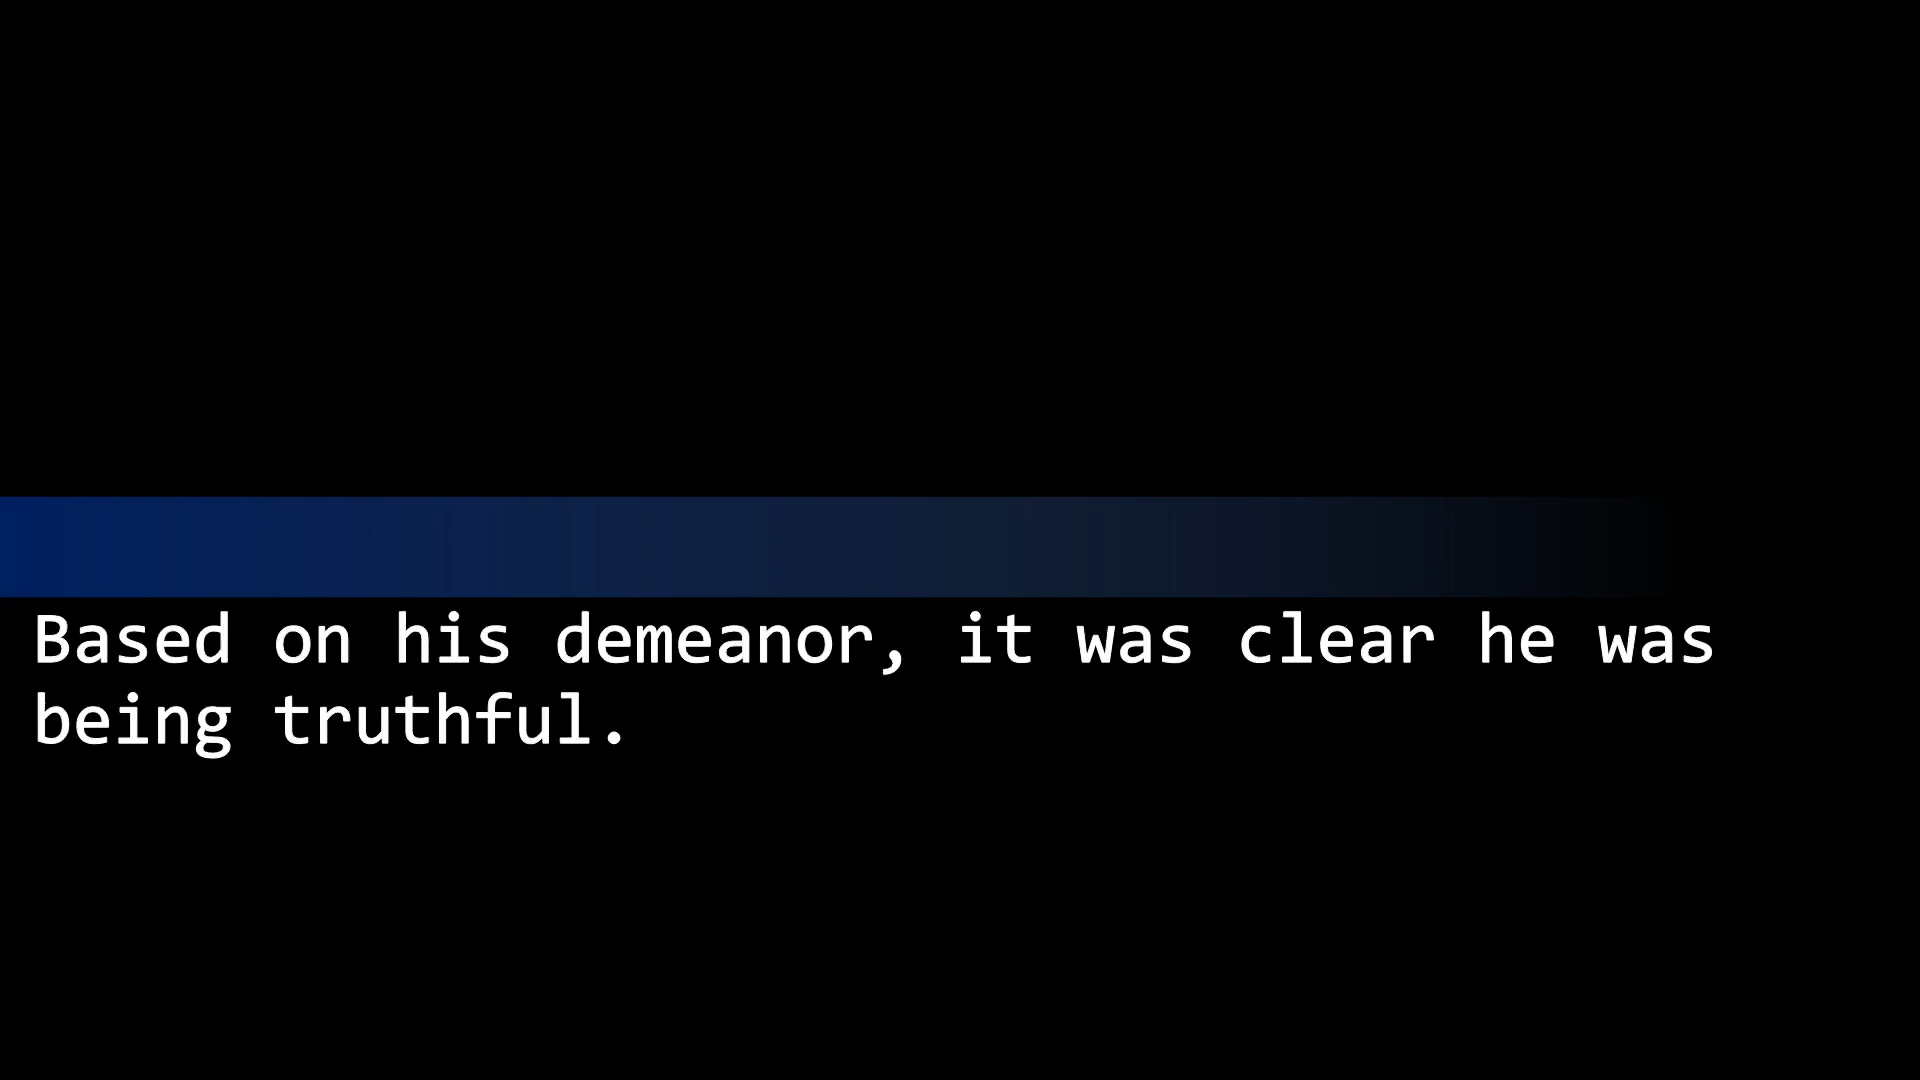 Based on his demeanor, it was clear he was
being truthful.